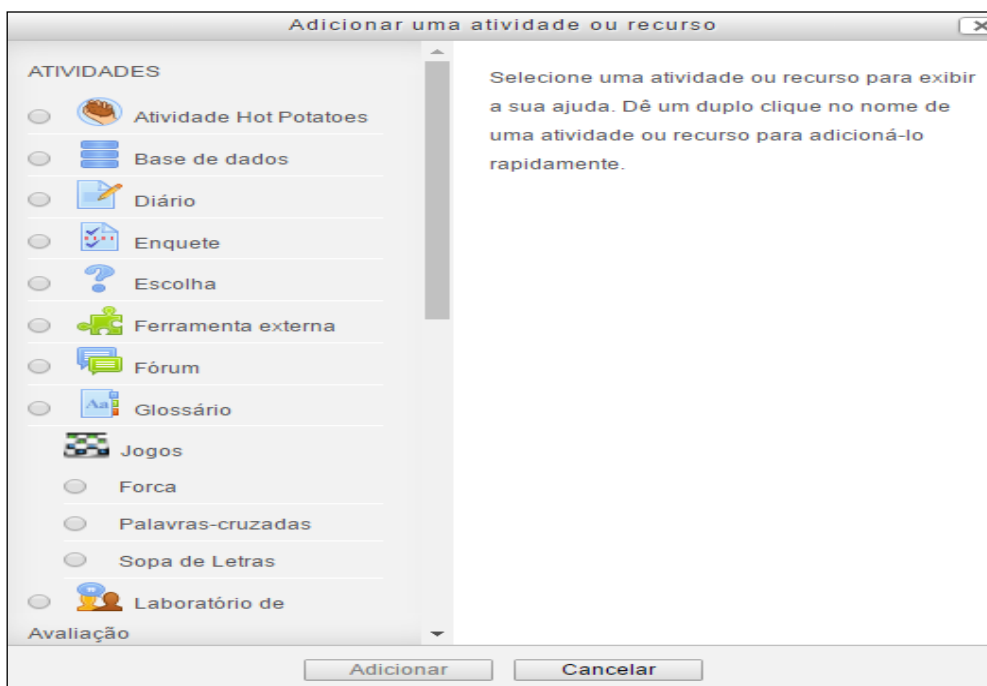 Adicionar uma atividade ou recurso
ATIVIDADES
Atividade Hot Potatoes
Base de dados
Diário
Enquete
Escolha
Ferramenta externa
Fórum
Aa
Glossário
Jogos
Forca
Palavras-cruzadas
Sopa de Letras
Laboratório de
Avaliação
Selecione uma atividade ou recurso para exibir
a sua ajuda. Dê um duplo clique no nome de
uma atividade ou recurso para adicioná-lo
rapidamente.
Adicionar
Cancelar